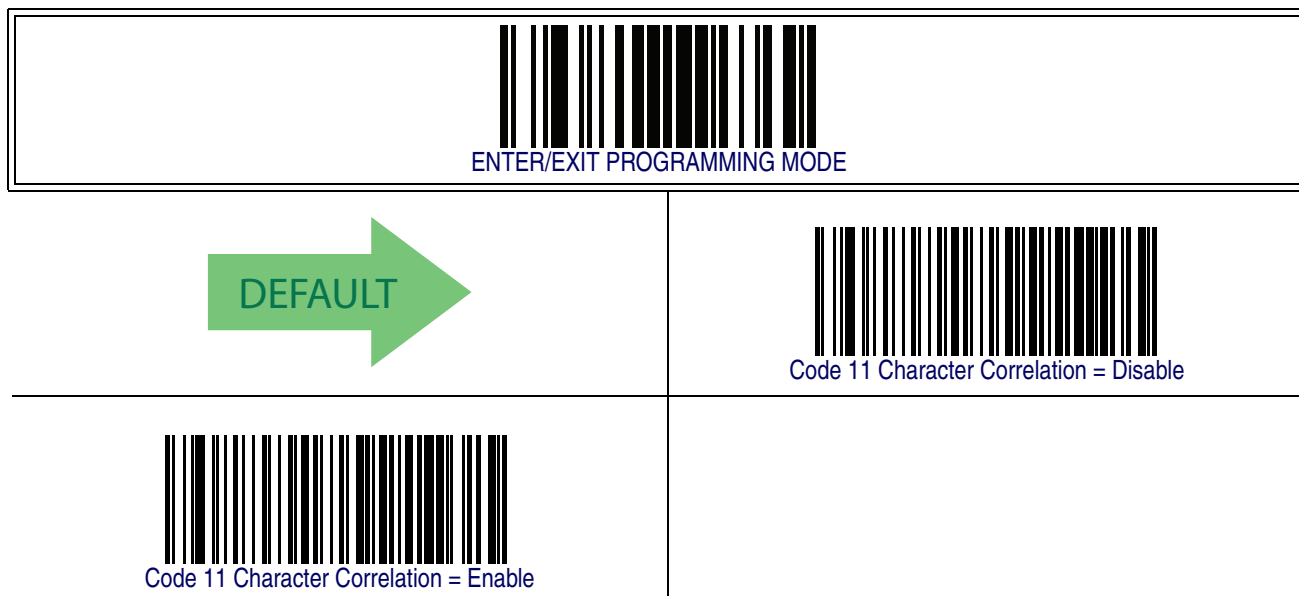 ENTER/EXIT PROGRAMMING MODE
DEFAULT
Code 11 Character Correlation = Disable
Code 11 Character Correlation = Enable